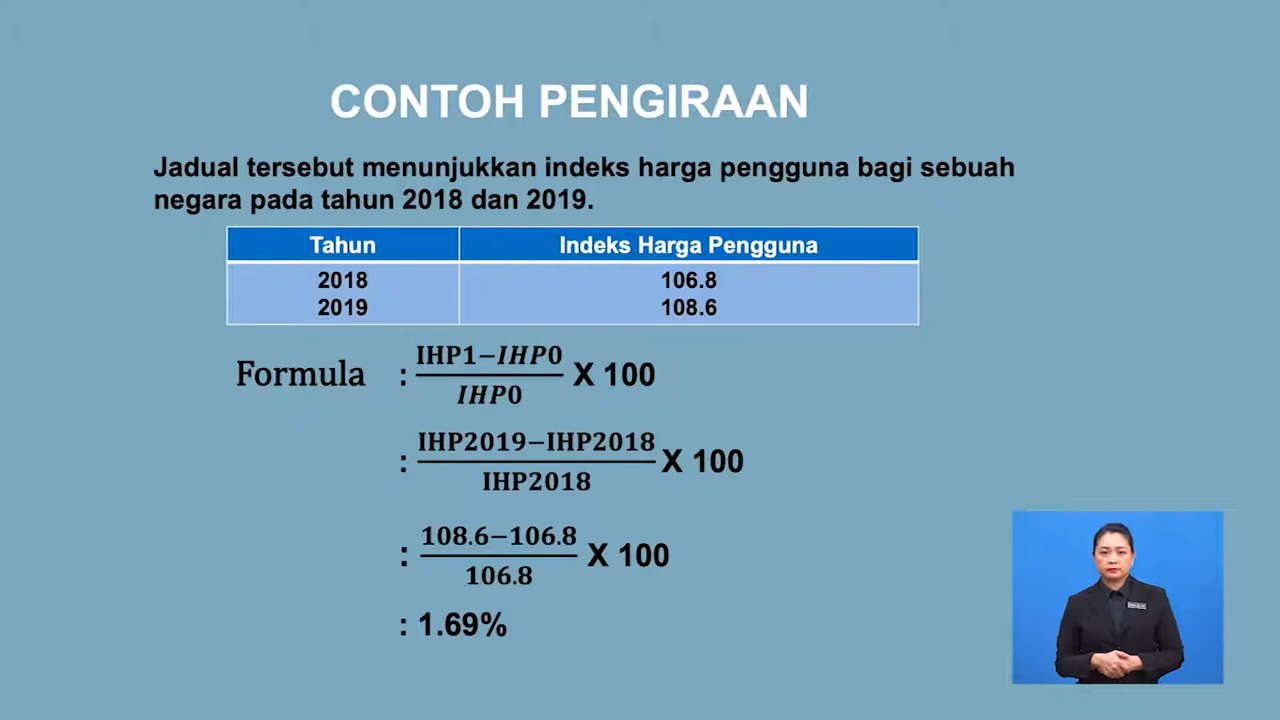 CONTOH PENGIRAAN
Jadual tersebut menunjukkan indeks harga pengguna bagi sebuah
negara pada tahun 2018 dan 2019.
Tahun Indeks Harga Pengguna
2018 106.8
2019 108.6
Formula : IHP1−IHP0 / IHP0 X 100
: IHP2019−IHP2018 / IHP2018 X 100
: 108.6−106.8 / 106.8 X 100
: 1.69%